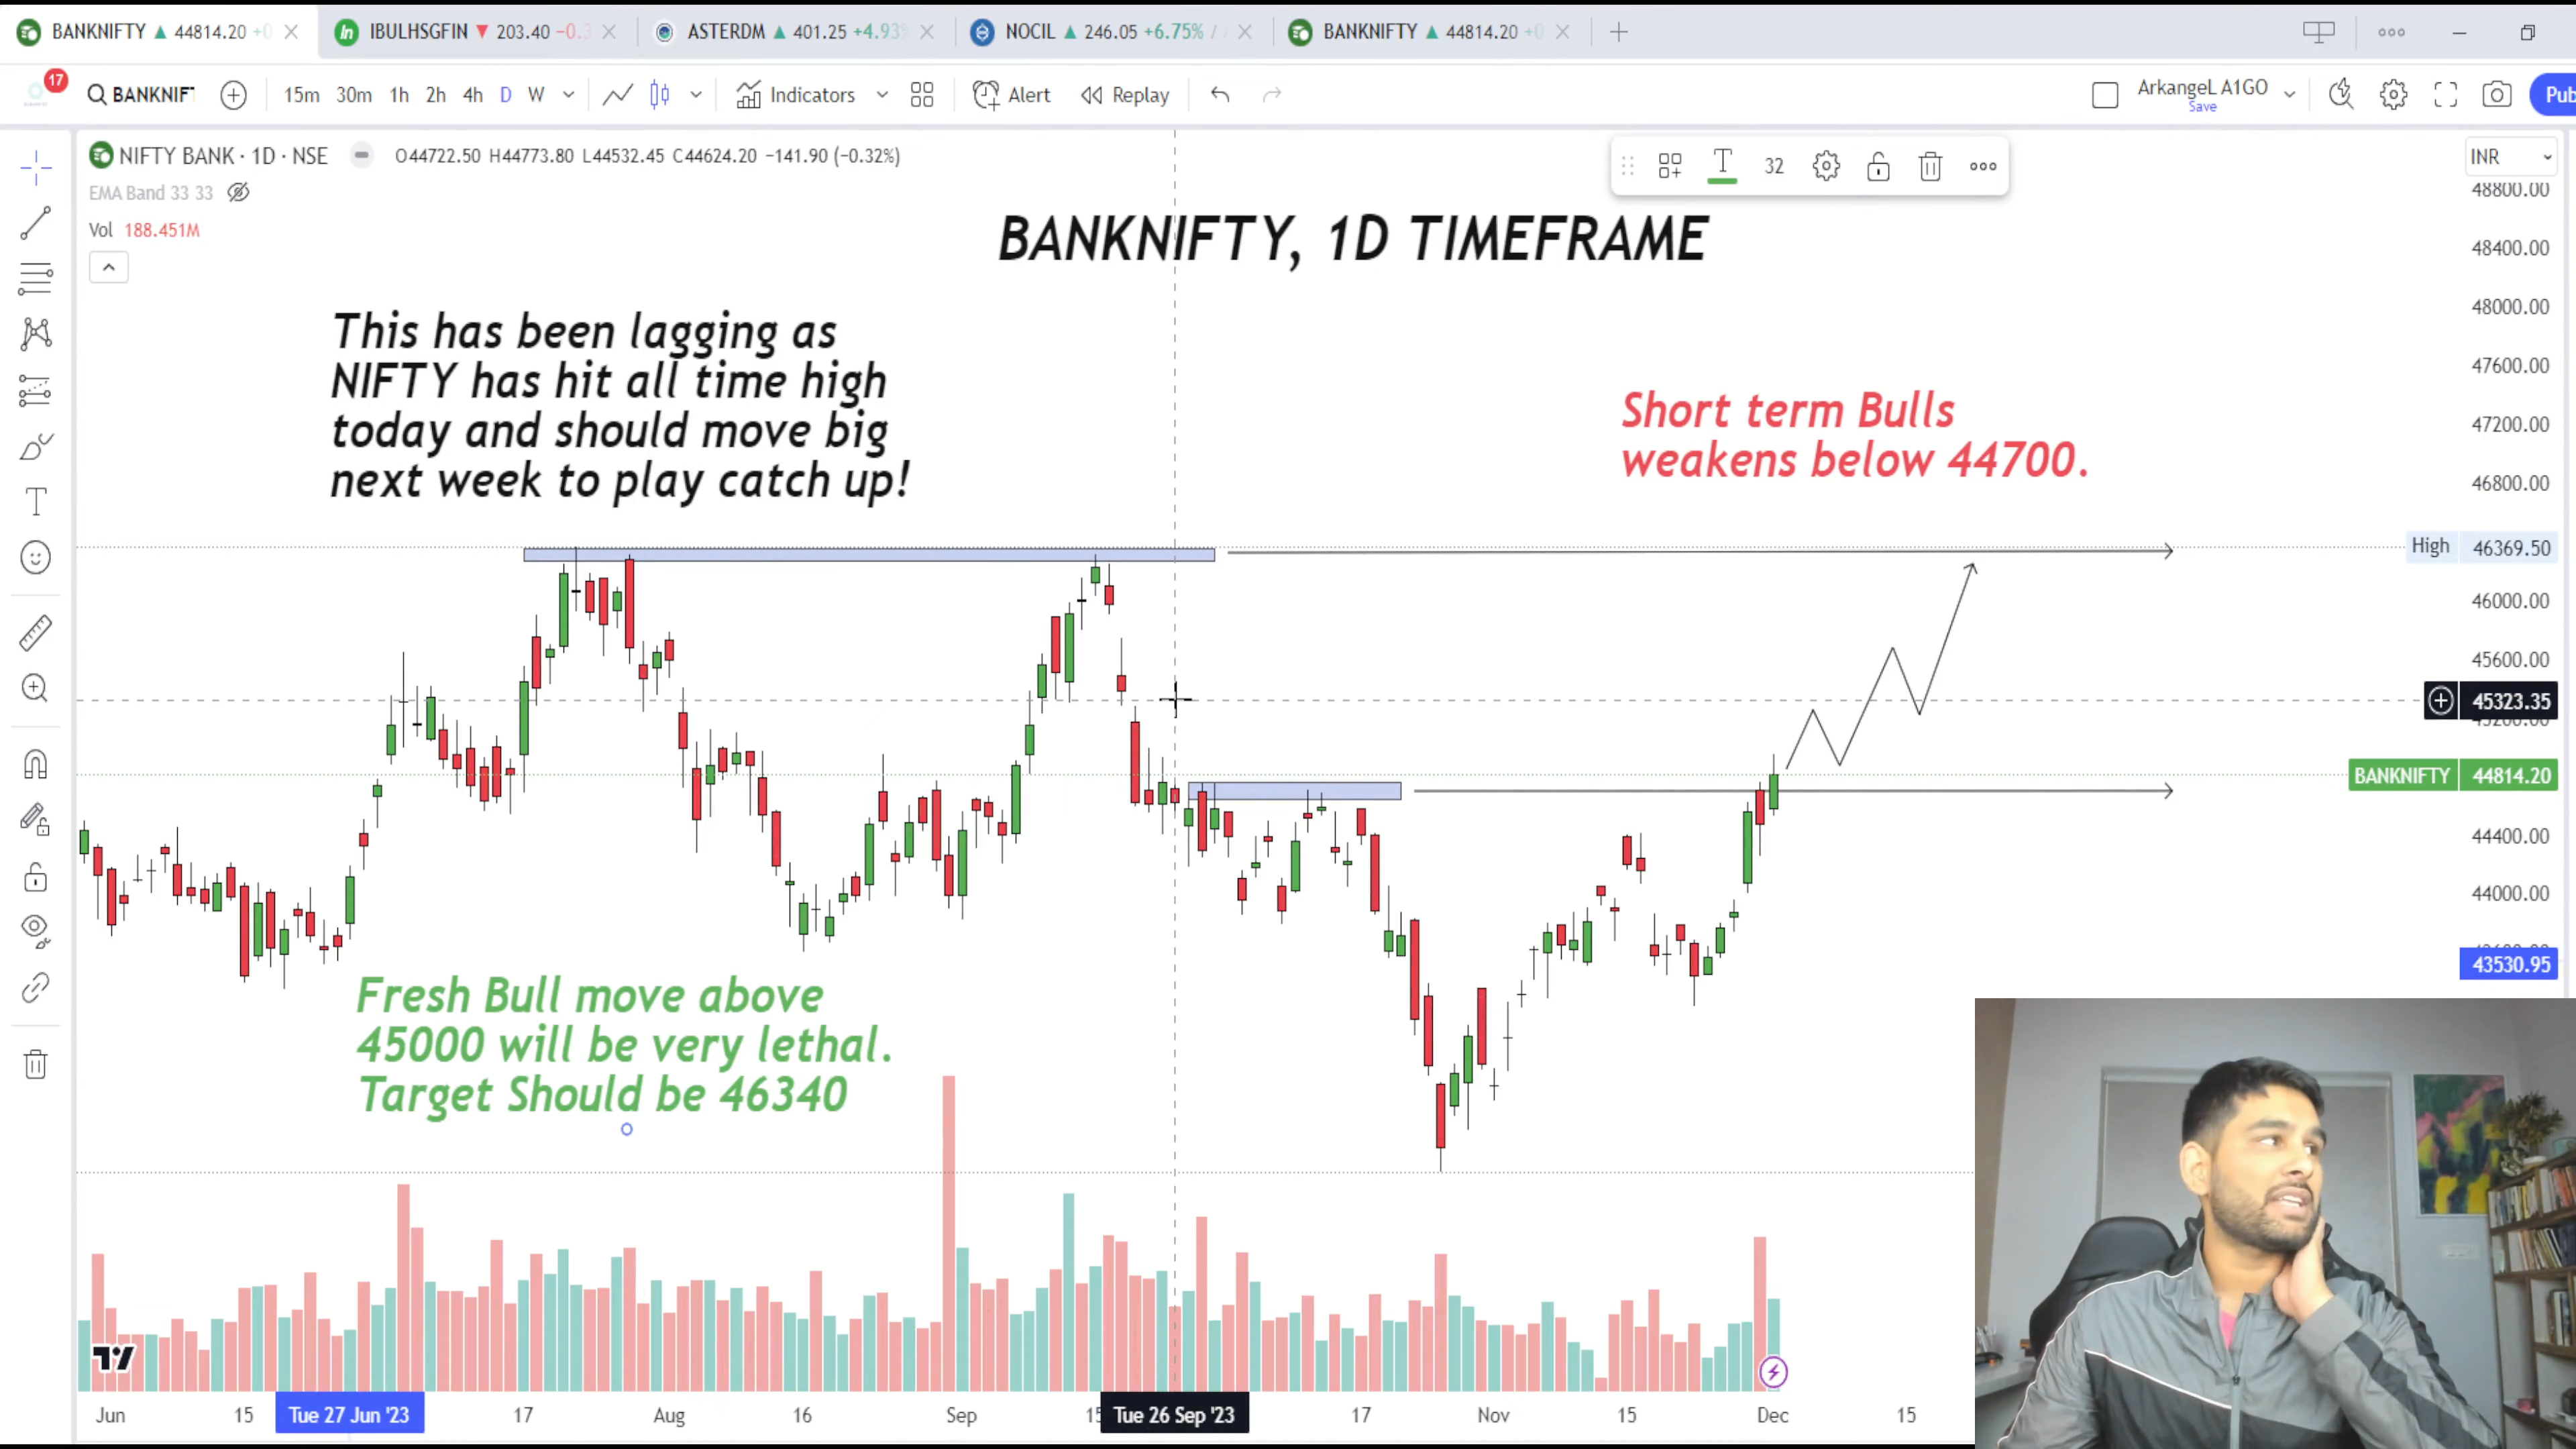 BANKNIFTY ▲ 44814.20 +0
IBULHSGFIN ▼ 203.40 -0.3
ASTERDM ▲ 401.25 +4.93%
NOCIL ▲ 246.05 +6.75% /
BANKNIFTY ▲ 44814.20 +0
17
BANKNIF
15m 30m 1h 2h 4h D W
Indicators
Alert
Replay
ArkangeL A1GO
Save
Pub
NIFTY BANK · 1D · NSE
O44722.50 H44773.80 L44532.45 C44624.20 −141.90 (−0.32%)
EMA Band 33 33
Vol 188.451M
T 32
INR
BANKNIFTY, 1D TIMEFRAME
This has been lagging as
NIFTY has hit all time high
today and should move big
next week to play catch up!
Short term Bulls
weakens below 44700.
Fresh Bull move above
45000 will be very lethal.
Target Should be 46340
48800.00
48400.00
48000.00
47600.00
47200.00
46800.00
High 46369.50
46000.00
45600.00
45323.35
BANKNIFTY 44814.20
44400.00
44000.00
43530.95
Jun 15 Tue 27 Jun '23 17 Aug 16 Sep 15 Tue 26 Sep '23 17 Nov 15 Dec 15